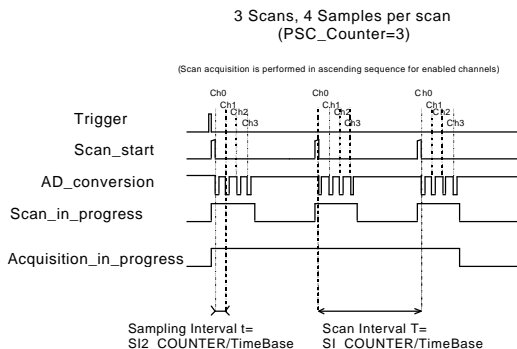 3 Scans, 4 Samples per scan
(PSC_Counter=3)
(Scan acquisition is performed in ascending sequence for enabled channels)
Ch0 Ch0 Ch0
Ch1 Ch1 Ch1
Ch2 Ch2 Ch2
Ch3 Ch3 Ch3
Trigger
Scan_start
AD_conversion
Scan_in_progress
Acquisition_in_progress
Sampling Interval t= Scan Interval T=
SI2_COUNTER/TimeBase SI_COUNTER/TimeBase